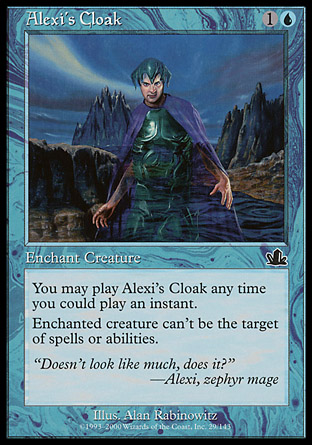 Alexi's Cloak 1
Enchant Creature
You may play Alexi's Cloak any time
you could play an instant.
Enchanted creature can't be the target
of spells or abilities.
“Doesn't look like much, does it?”
—Alexi, zephyr mage
Illus. Alan Rabinowitz
©1993-2000 Wizards of the Coast, Inc. 29/143